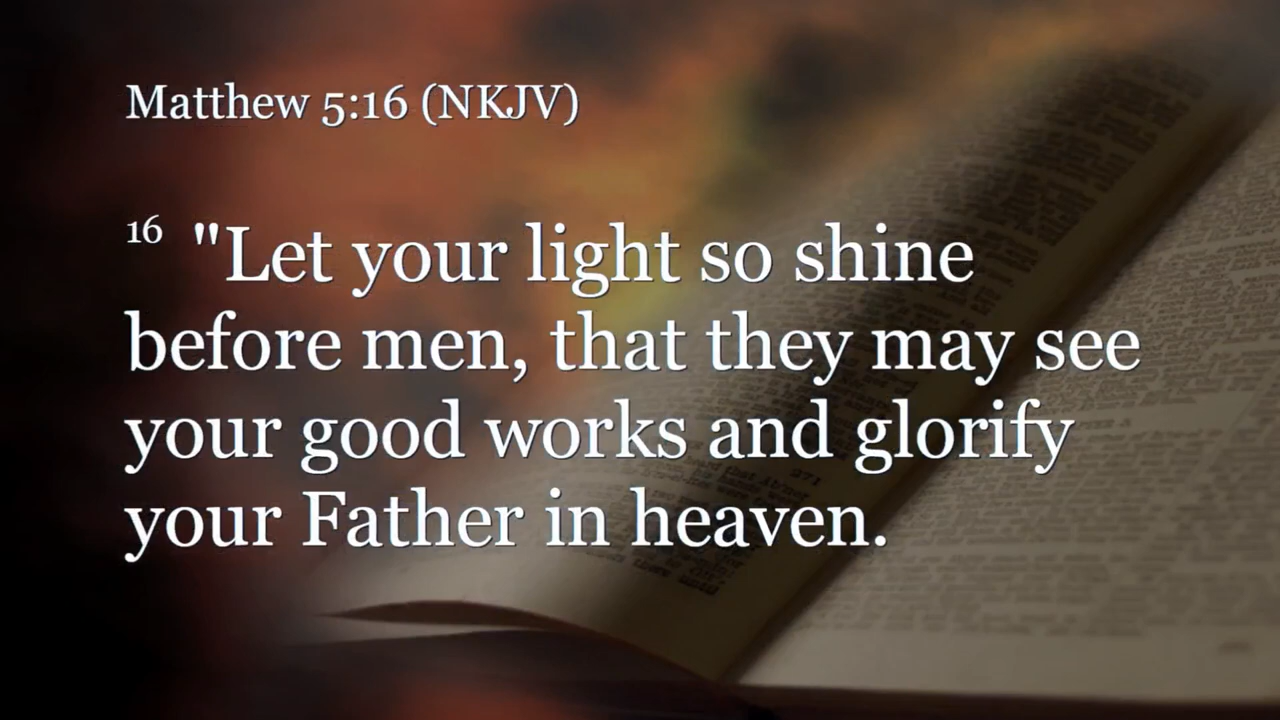 Matthew 5:16 (NKJV)
16 "Let your light so shine
before men, that they may see
your good works and glorify
your Father in heaven.
271